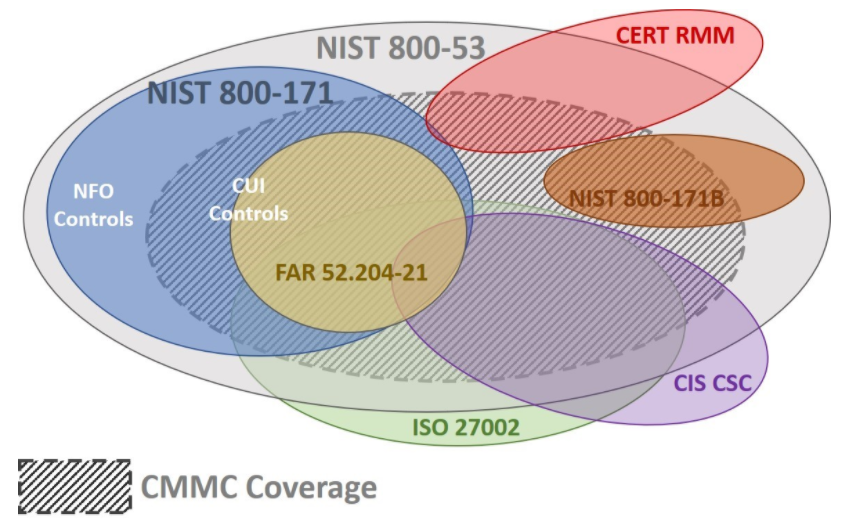 CERT RMM
NIST 800-53
NIST 800-171
NFO
Controls
CUI
Controls
NIST 800-171B
FAR 52.204-21
CIS CSC
ISO 27002
CMMC Coverage